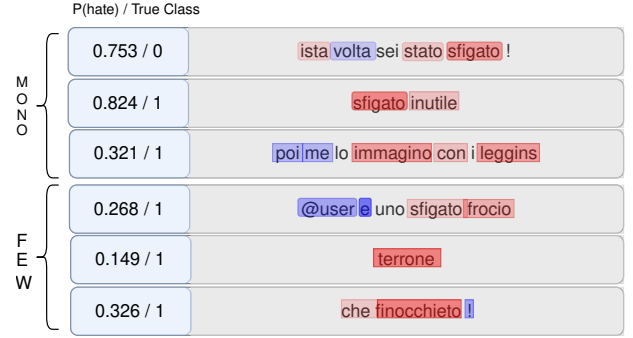 P(hate) / True Class
MONO
0.753 / 0 ista volta sei stato sfigato !
0.824 / 1 sfigato inutile
0.321 / 1 poi me lo immagino con i leggins
FEW
0.268 / 1 @user e uno sfigato frocio
0.149 / 1 terrone
0.326 / 1 che finocchieto !